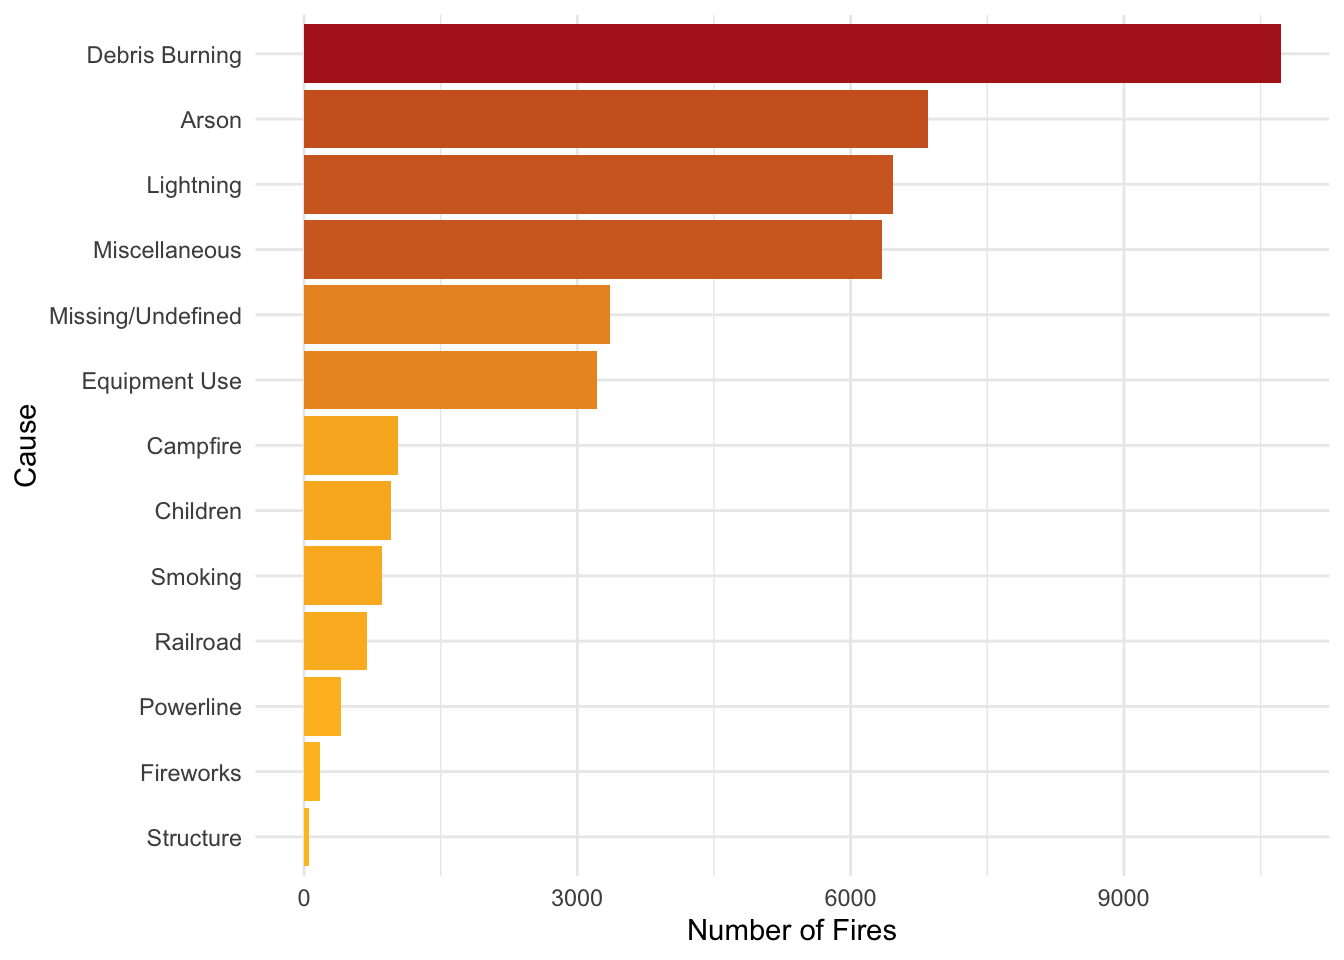 Debris Burning
Arson
Lightning
Miscellaneous
Missing/Undefined
Equipment Use
Campfire
Children
Smoking
Railroad
Powerline
Fireworks
Structure
Cause
0 3000 6000 9000
Number of Fires